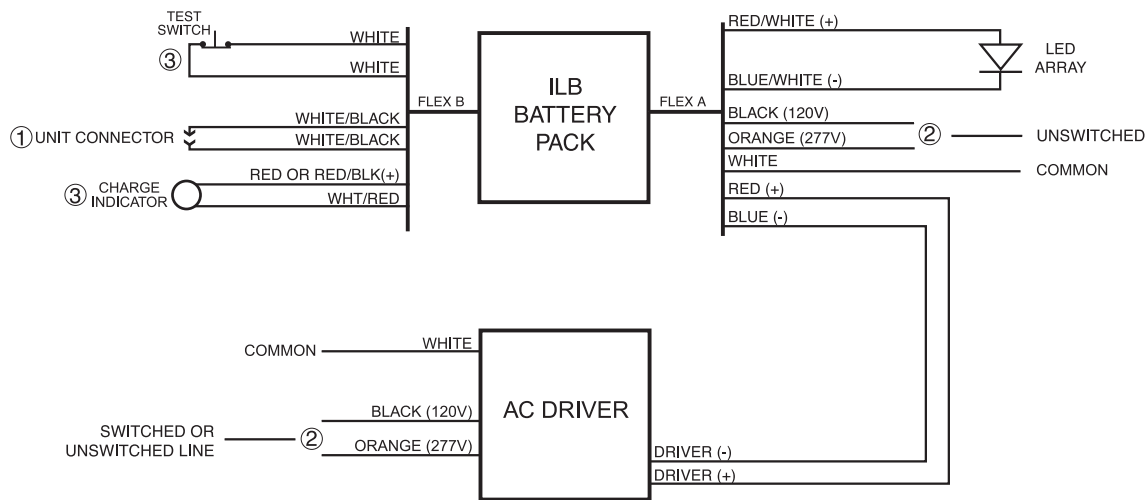 TEST
SWITCH
③
WHITE
WHITE
FLEX B
① UNIT CONNECTOR
WHITE/BLACK
WHITE/BLACK
③ CHARGE
INDICATOR
RED OR RED/BLK(+)
WHT/RED
ILB
BATTERY
PACK
FLEX A
RED/WHITE (+)
LED
ARRAY
BLUE/WHITE (-)
BLACK (120V)
② UNSWITCHED
ORANGE (277V)
WHITE
COMMON
RED (+)
BLUE (-)
COMMON
WHITE
BLACK (120V)
SWITCHED OR
UNSWITCHED LINE
②
ORANGE (277V)
AC DRIVER
DRIVER (-)
DRIVER (+)